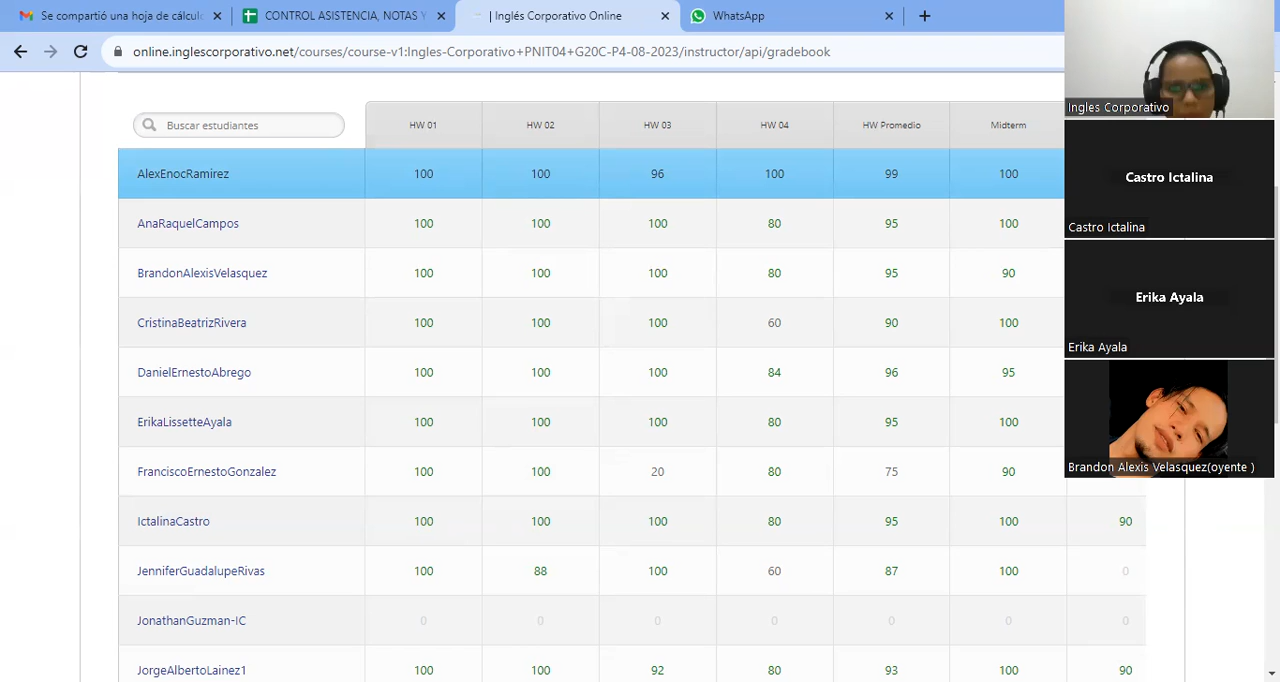 Se compartió una hoja de cálcul
CONTROL ASISTENCIA, NOTAS Y
| Inglés Corporativo Online
WhatsApp
online.inglescorporativo.net/courses/course-v1:Ingles-Corporativo+PNIT04+G20C-P4-08-2023/instructor/api/gradebook
Buscar estudiantes HW 01 HW 02 HW 03 HW 04 HW Promedio Midterm
AlexEnocRamirez 100 100 96 100 99 100
AnaRaquelCampos 100 100 100 80 95 100
BrandonAlexisVelasquez 100 100 100 80 95 90
CristinaBeatrizRivera 100 100 100 60 90 100
DanielErnestoAbrego 100 100 100 84 96 95
ErikaLissetteAyala 100 100 100 80 95 100
FranciscoErnestoGonzalez 100 100 20 80 75 90
IctalinaCastro 100 100 100 80 95 100 90
JenniferGuadalupeRivas 100 88 100 60 87 100 0
JonathanGuzman-IC 0 0 0 0 0 0 0
JorgeAlbertoLainez1 100 100 92 80 93 100 90
Ingles Corporativo
Castro Ictalina
Castro Ictalina
Erika Ayala
Erika Ayala
Brandon Alexis Velasquez(oyente )